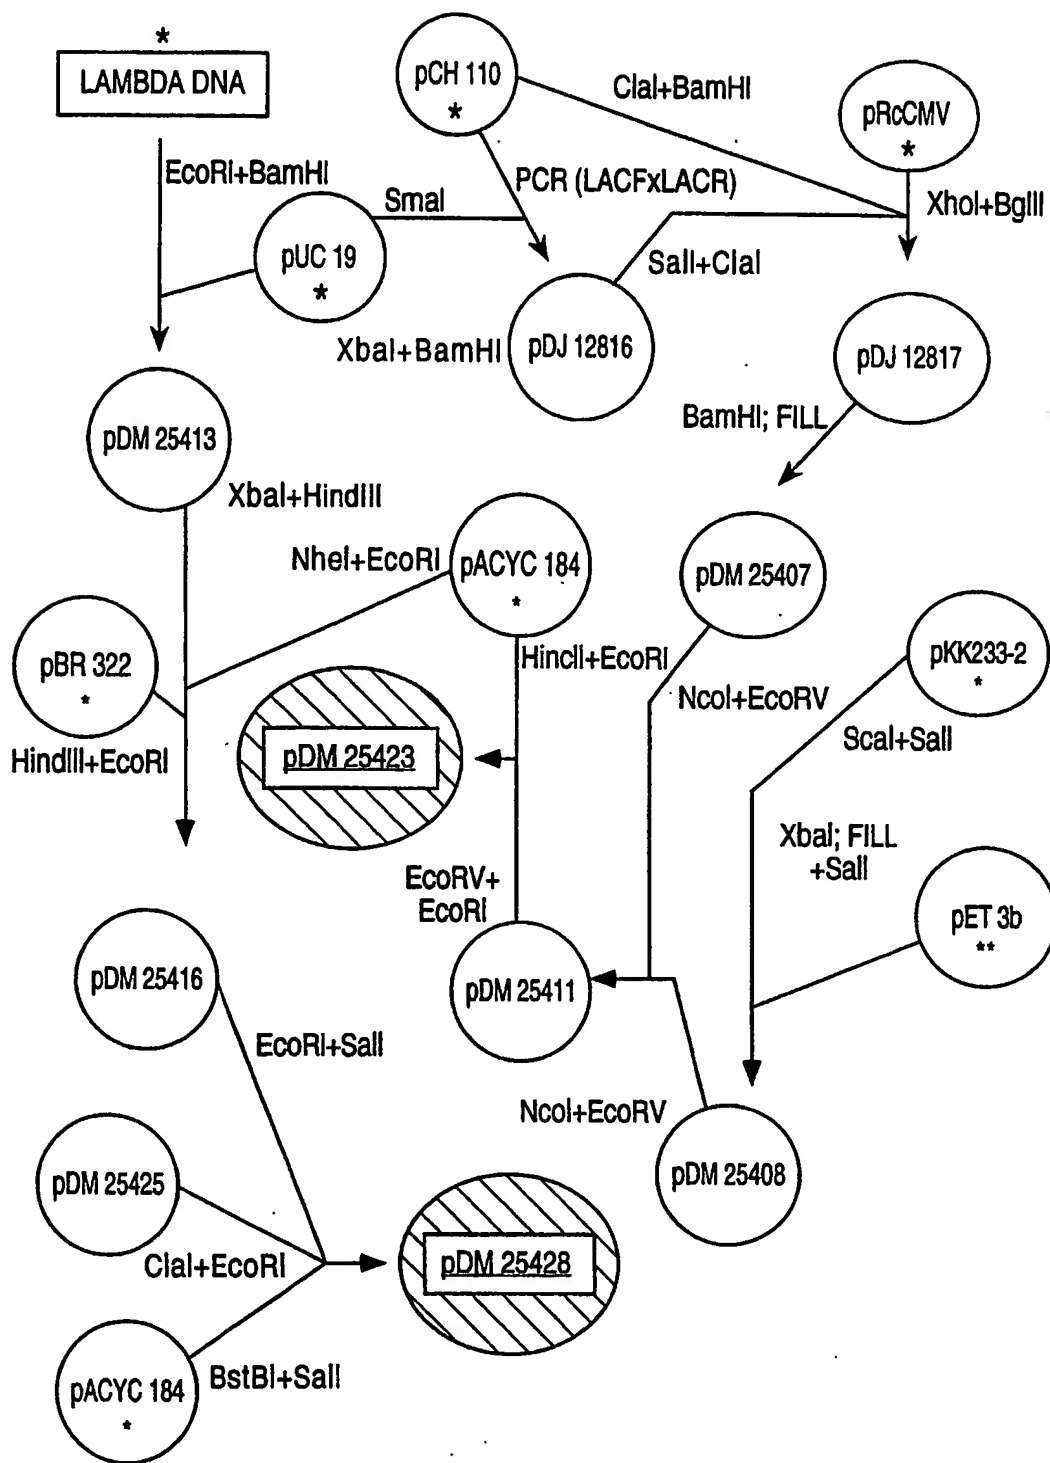 *
LAMBDA DNA
pCH 110
*
ClaI+BamHI
pRcCMV
*
EcoRI+BamHI
SmaI
PCR (LACFxLACR)
XhoI+BglII
pUC 19
*
SalI+ClaI
XbaI+BamHI
pDJ 12816
pDJ 12817
BamHI; FILL
pDM 25413
XbaI+HindIII
NheI+EcoRI
pACYC 184
*
pDM 25407
pBR 322
*
HindIII+EcoRI
HincII+EcoRI
NcoI+EcoRV
pKK233-2
*
ScaI+SalI
pDM 25423
XbaI; FILL
+SalI
EcoRV+
EcoRI
pET 3b
**
pDM 25416
pDM 25411
EcoRI+SalI
NcoI+EcoRV
pDM 25408
pDM 25425
ClaI+EcoRI
pDM 25428
pACYC 184
*
BstBI+SalI